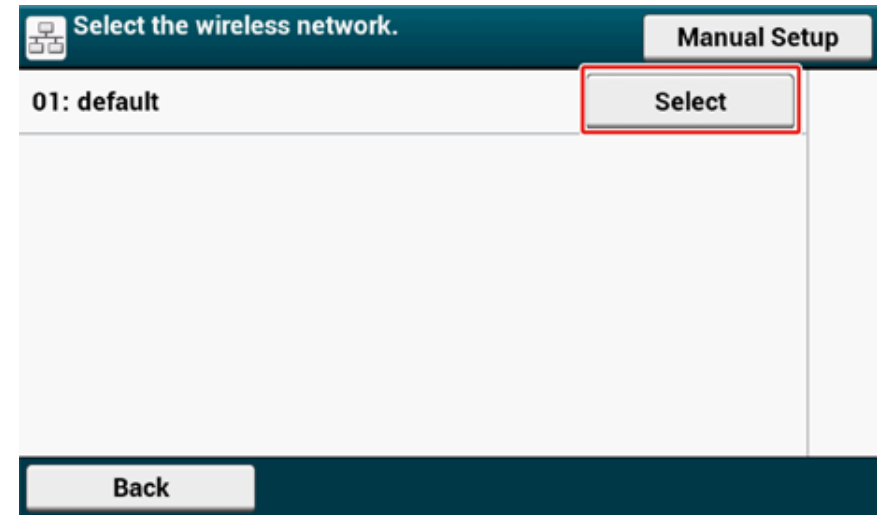 Select the wireless network.
Manual Setup
01: default
Select
Back